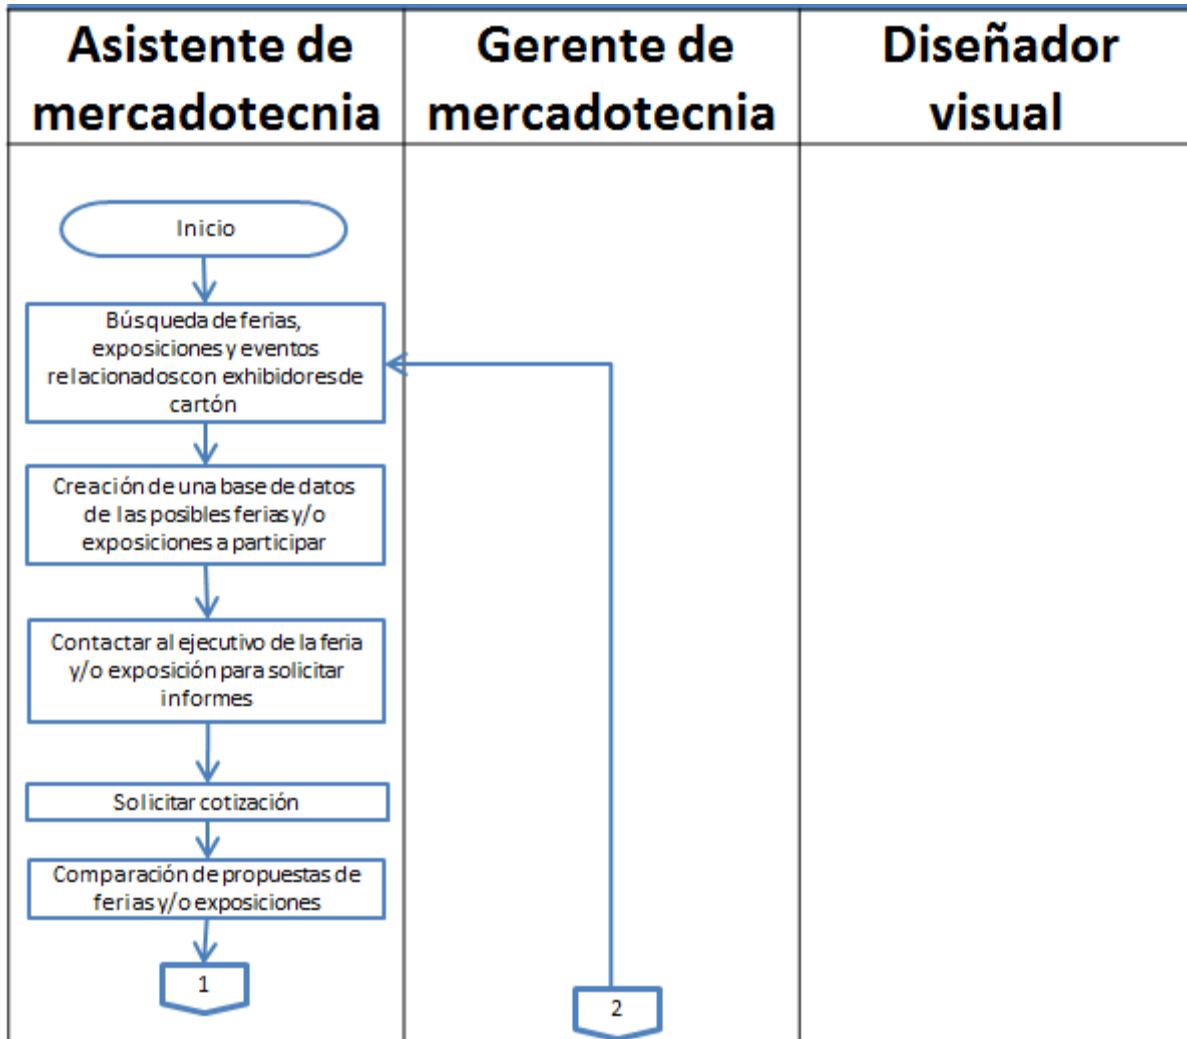 Asistente de
mercadotecnia
Gerente de
mercadotecnia
Diseñador
visual
Inicio
Búsqueda de ferias,
exposiciones y eventos
relacionados con exhibidores de
cartón
Creación de una base de datos
de las posibles ferias y/o
exposiciones a participar
Contactar al ejecutivo de la feria
y/o exposición para solicitar
informes
Solicitar cotización
Comparación de propuestas de
ferias y/o exposiciones
1
2